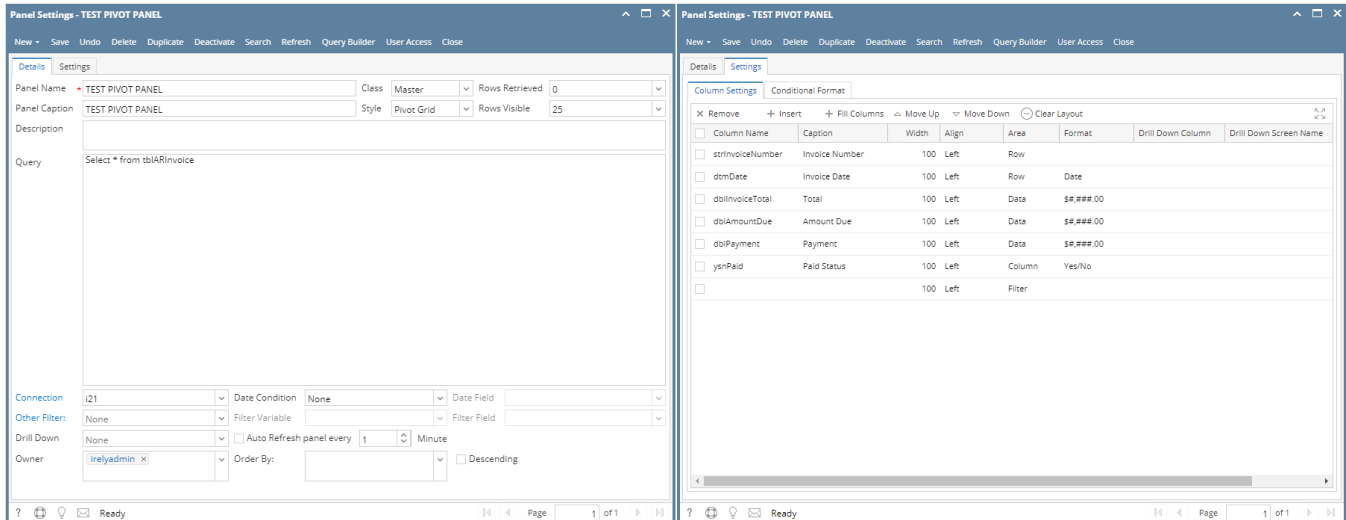 Panel Settings - TEST PIVOT PANEL
New Save Undo Delete Duplicate Deactivate Search Refresh Query Builder User Access Close
Details Settings
Panel Name * TEST PIVOT PANEL Class Master Rows Retrieved 0
Panel Caption TEST PIVOT PANEL Style Pivot Grid Rows Visible 25
Description
Query Select * from tblARInvoice
Connection i21 Date Condition None Date Field
Other Filter: None Filter Variable Filter Field
Drill Down None Auto Refresh panel every 1 Minute
Owner irelyadmin × Order By: Descending
? Ready Page 1 of 1
Panel Settings - TEST PIVOT PANEL
New Save Undo Delete Duplicate Deactivate Search Refresh Query Builder User Access Close
Details Settings
Column Settings Conditional Format
Remove Insert Fill Columns Move Up Move Down Clear Layout
Column Name Caption Width Align Area Format Drill Down Column Drill Down Screen Name
strInvoiceNumber Invoice Number 100 Left Row
dtmDate Invoice Date 100 Left Row Date
dblInvoiceTotal Total 100 Left Data $#,###.00
dblAmountDue Amount Due 100 Left Data $#,###.00
dblPayment Payment 100 Left Data $#,###.00
ysnPaid Paid Status 100 Left Column Yes/No
100 Left Filter
? Ready Page 1 of 1